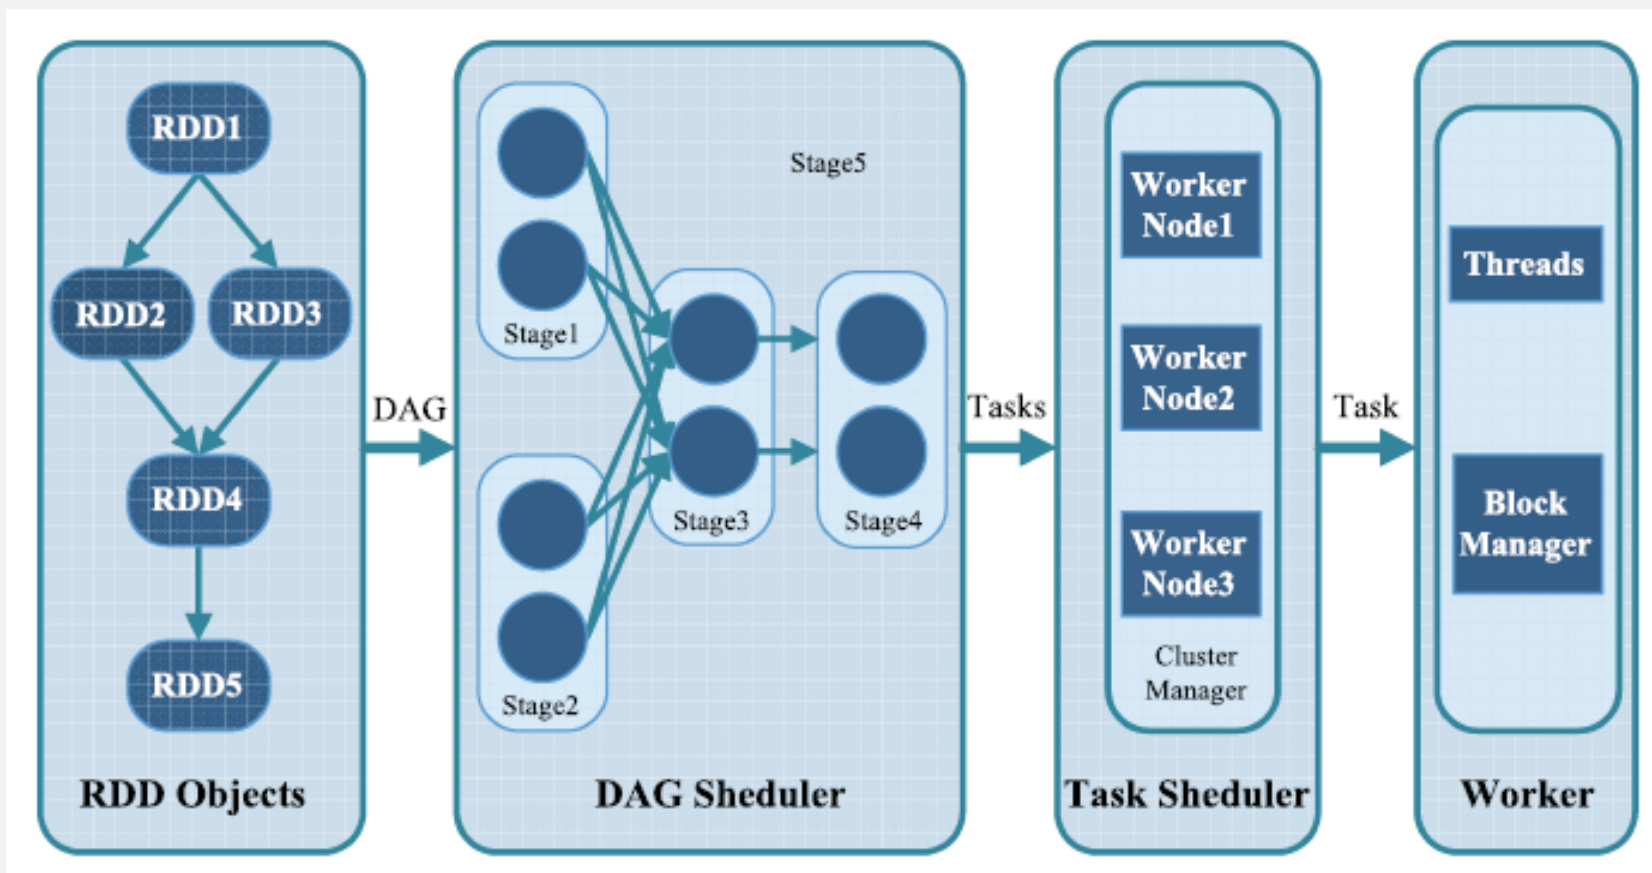 RDD1
RDD2
RDD3
RDD4
RDD5
RDD Objects
DAG
Stage1
Stage2
Stage3
Stage4
Stage5
DAG Sheduler
Tasks
Worker
Node1
Worker
Node2
Worker
Node3
Cluster
Manager
Task Sheduler
Task
Threads
Block
Manager
Worker